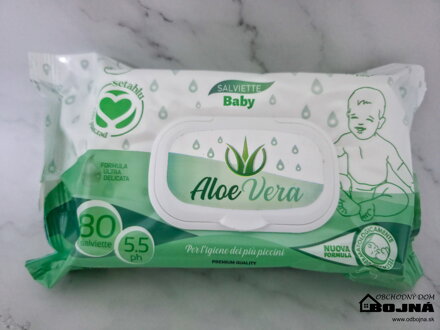 SALVIETTE
Baby
FORMULA
ULTRA
DELICATA
Aloe Vera
80
salviette
5.5
ph
Per l'igiene dei più piccini
PREMIUM QUALITY
NUOVA
FORMULA
OBCHODNÝ DOM
BOJNÁ
www.odbojna.sk